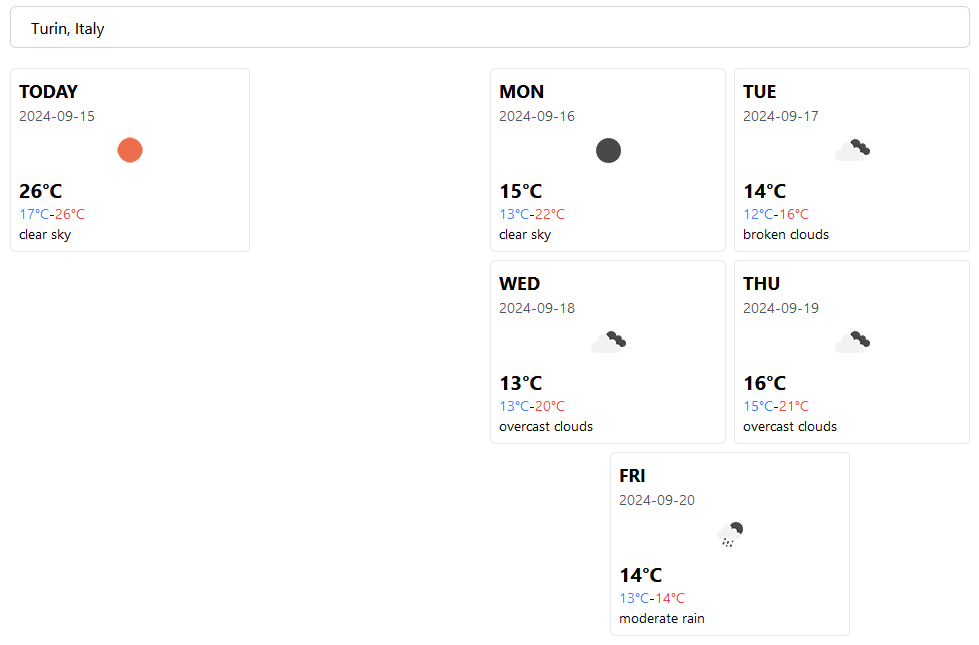 Turin, Italy
TODAY
2024-09-15
26°C
17°C-26°C
clear sky
MON
2024-09-16
15°C
13°C-22°C
clear sky
TUE
2024-09-17
14°C
12°C-16°C
broken clouds
WED
2024-09-18
13°C
13°C-20°C
overcast clouds
THU
2024-09-19
16°C
15°C-21°C
overcast clouds
FRI
2024-09-20
14°C
13°C-14°C
moderate rain